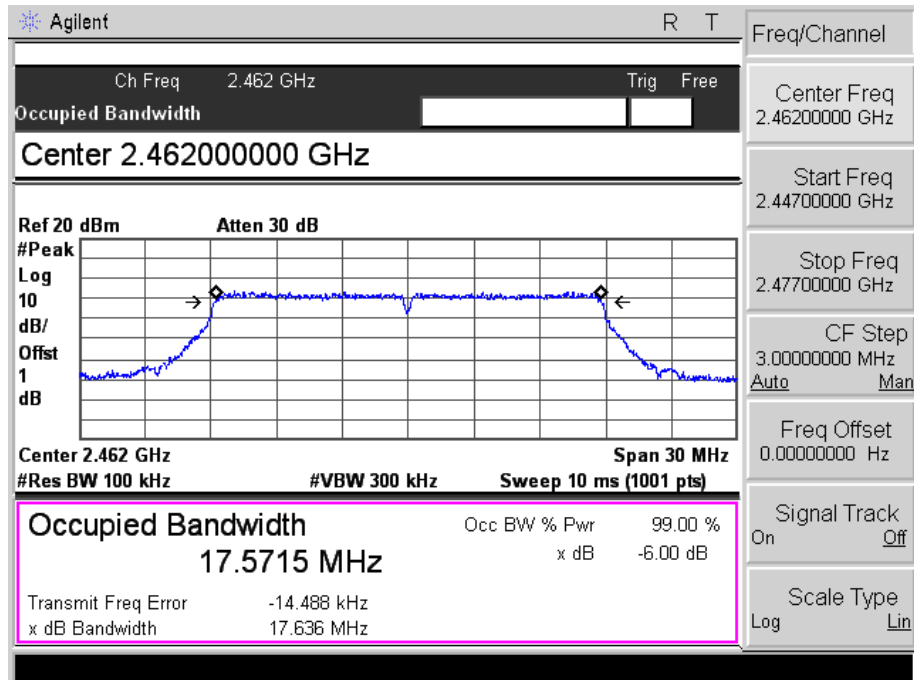 Agilent R T
Ch Freq 2.462 GHz Trig Free
Occupied Bandwidth
Center 2.462000000 GHz
Ref 20 dBm Atten 30 dB
#Peak
Log
10
dB/
Offst
1
dB
Center 2.462 GHz Span 30 MHz
#Res BW 100 kHz #VBW 300 kHz Sweep 10 ms (1001 pts)
Occupied Bandwidth
17.5715 MHz
Occ BW % Pwr 99.00 %
x dB -6.00 dB
Transmit Freq Error -14.488 kHz
x dB Bandwidth 17.636 MHz
Freq/Channel
Center Freq
2.46200000 GHz
Start Freq
2.44700000 GHz
Stop Freq
2.47700000 GHz
CF Step
3.00000000 MHz
Auto Man
Freq Offset
0.00000000 Hz
Signal Track
On Off
Scale Type
Log Lin